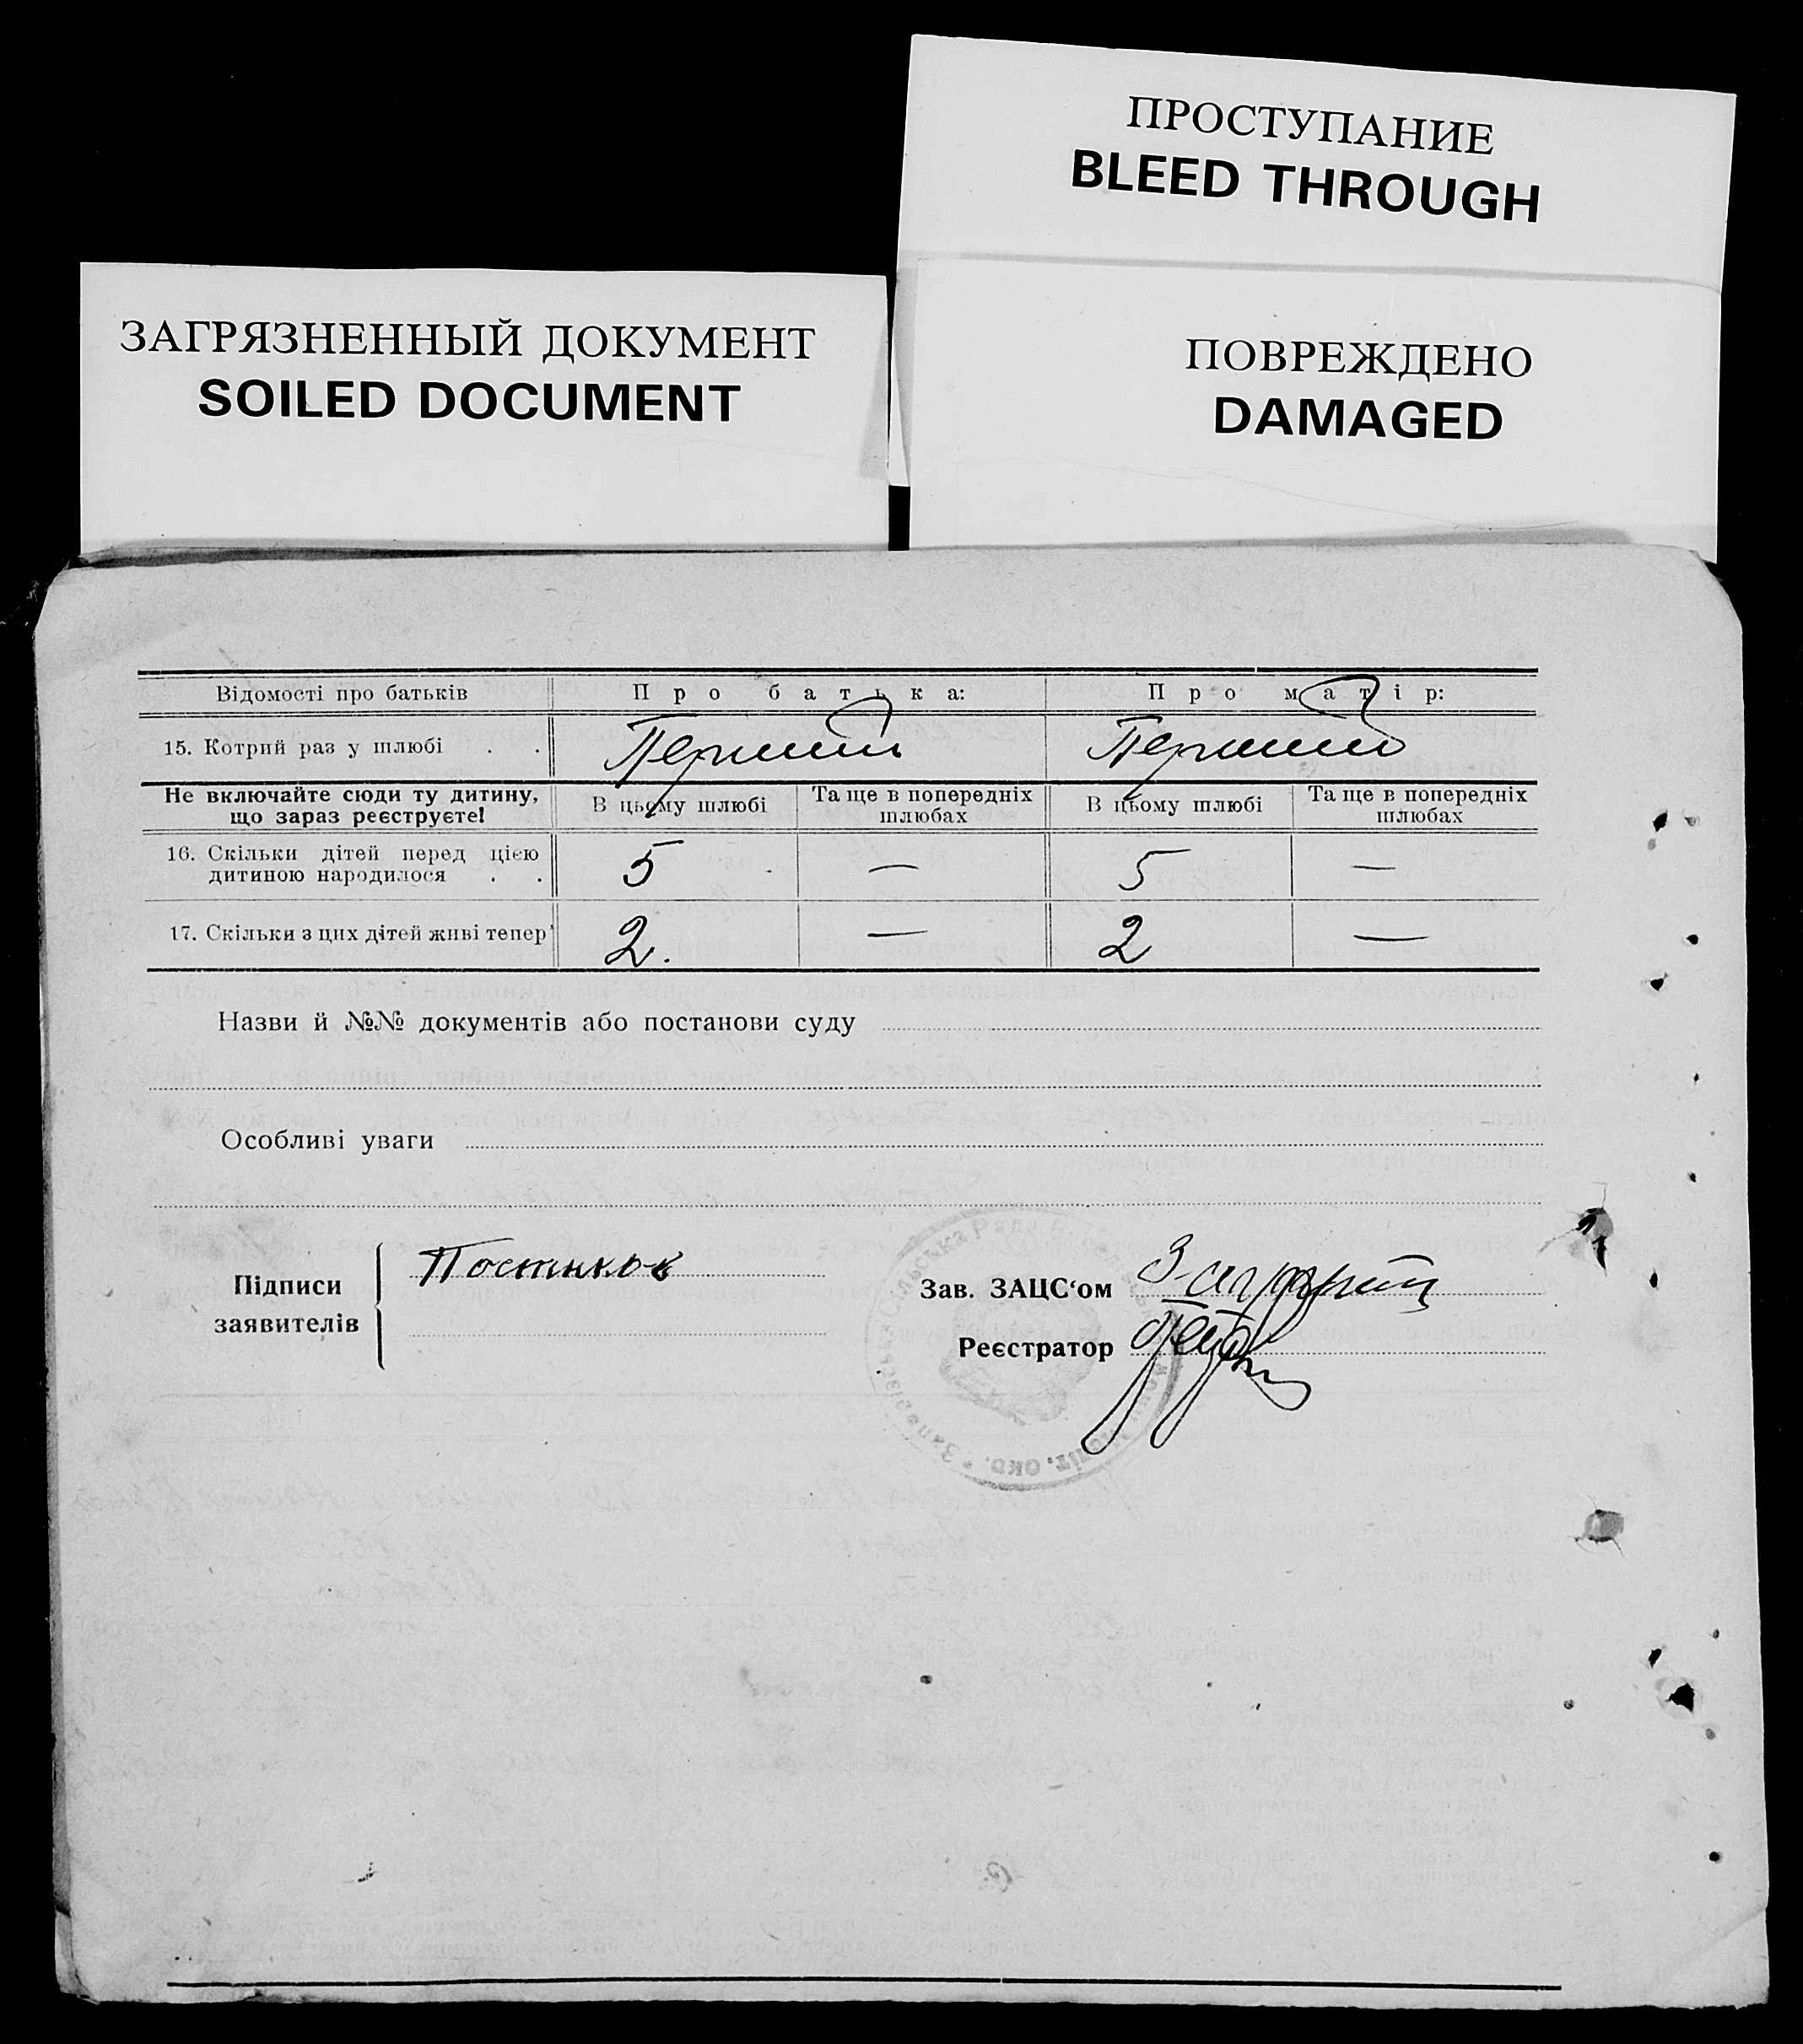 ПРОСТУПАНИЕ
BLEED THROUGH
ЗАГРЯЗНЕННЫЙ ДОКУМЕНТ
SOILED DOCUMENT
ПОВРЕЖДЕНО
DAMAGED
Відомості про батьків Про батька: Про матір:
15. Котрий раз у шлюбі . . Перший Перший
Не включайте сюди ту дитину, що зараз реєструєте! В цьому шлюбі Та ще в попередніх шлюбах В цьому шлюбі Та ще в попередніх шлюбах
16. Скільки дітей перед цією дитиною народилося . . 5 — 5 —
17. Скільки з цих дітей живі тепер' 2. — 2 —
Назви й №№ документів або постанови суду
Особливі уваги
Підписи заявителів Постнков
Зав. ЗАЦС‘ом
Реєстратор